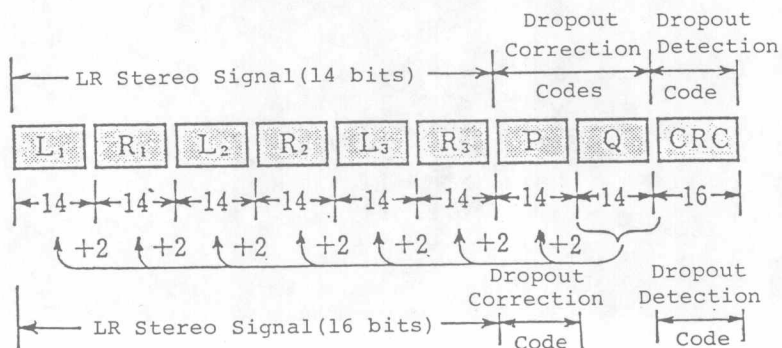 Dropout Dropout
Correction Detection
LR Stereo Signal(14 bits) Codes Code
L₁ R₁ L₂ R₂ L₃ R₃ P Q CRC
14 14 14 14 14 14 14 14 16
+2 +2 +2 +2 +2 +2 +2
Dropout Dropout
Correction Detection
LR Stereo Signal(16 bits) Code Code